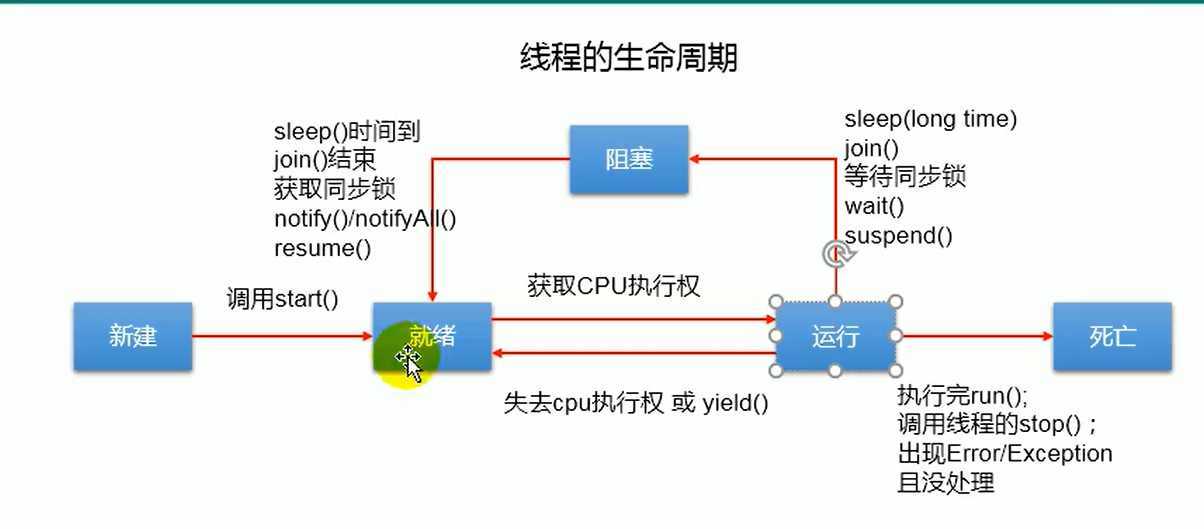 线程的生命周期
sleep()时间到
join()结束
获取同步锁
notify()/notifyAll()
resume()
阻塞
sleep(long time)
join()
等待同步锁
wait()
suspend()
调用start()
获取CPU执行权
新建
就绪
运行
死亡
失去cpu执行权 或 yield()
执行完run();
调用线程的stop()；
出现Error/Exception
且没处理